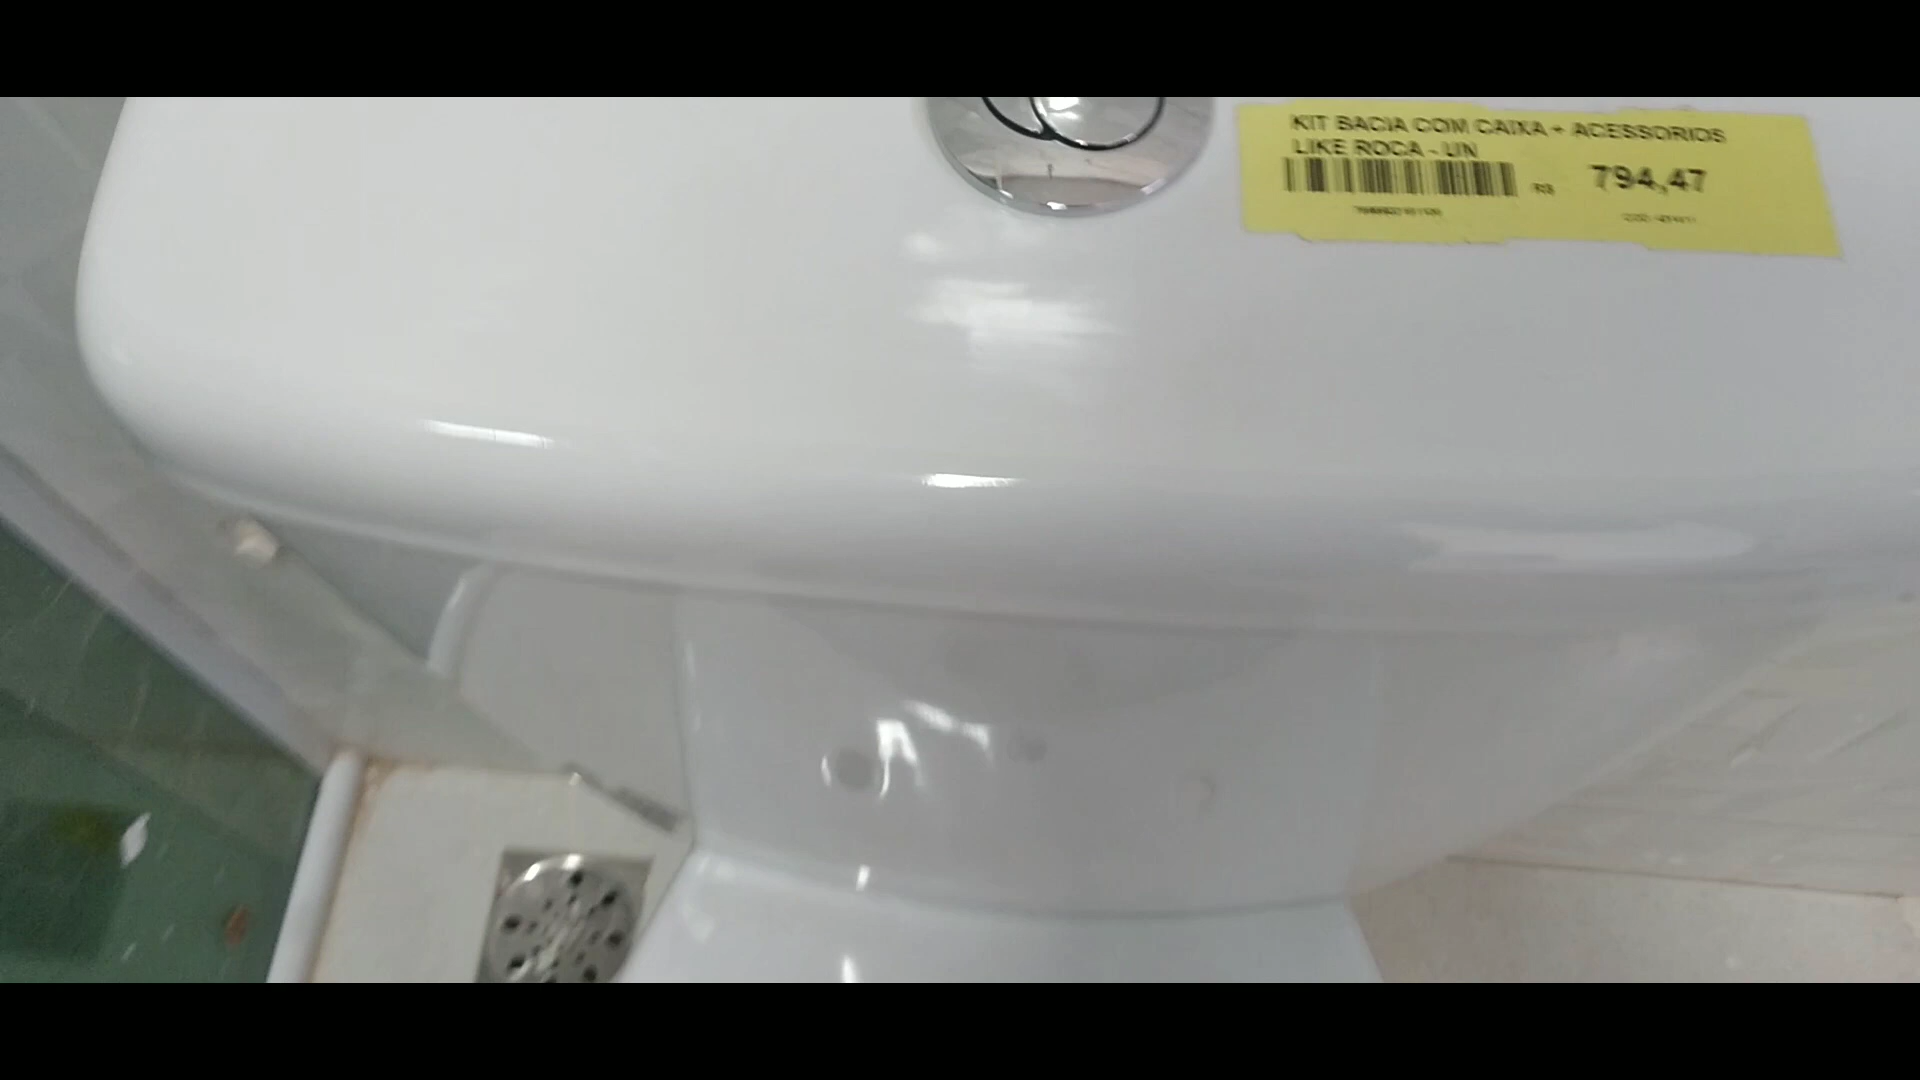 KIT BACIA COM CAIXA + ACESSORIOS
LIKE ROCA - UN
R$ 794,47